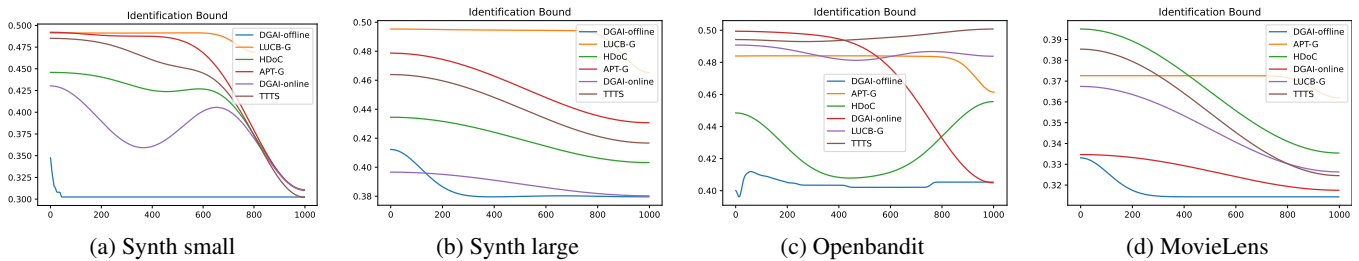 Identification Bound
0.500
0.475
0.450
0.425
0.400
0.375
0.350
0.325
0.300
DGAI-offline
LUCB-G
HDoC
APT-G
DGAI-online
TTTS
0 200 400 600 800 1000
(a) Synth small
Identification Bound
0.50
0.48
0.46
0.44
0.42
0.40
0.38
DGAI-offline
LUCB-G
HDoC
APT-G
DGAI-online
TTTS
0 200 400 600 800 1000
(b) Synth large
Identification Bound
0.50
0.48
0.46
0.44
0.42
0.40
DGAI-offline
APT-G
HDoC
DGAI-online
LUCB-G
TTTS
0 200 400 600 800 1000
(c) Openbandit
Identification Bound
0.39
0.38
0.37
0.36
0.35
0.34
0.33
0.32
DGAI-offline
APT-G
HDoC
DGAI-online
LUCB-G
TTTS
0 200 400 600 800 1000
(d) MovieLens